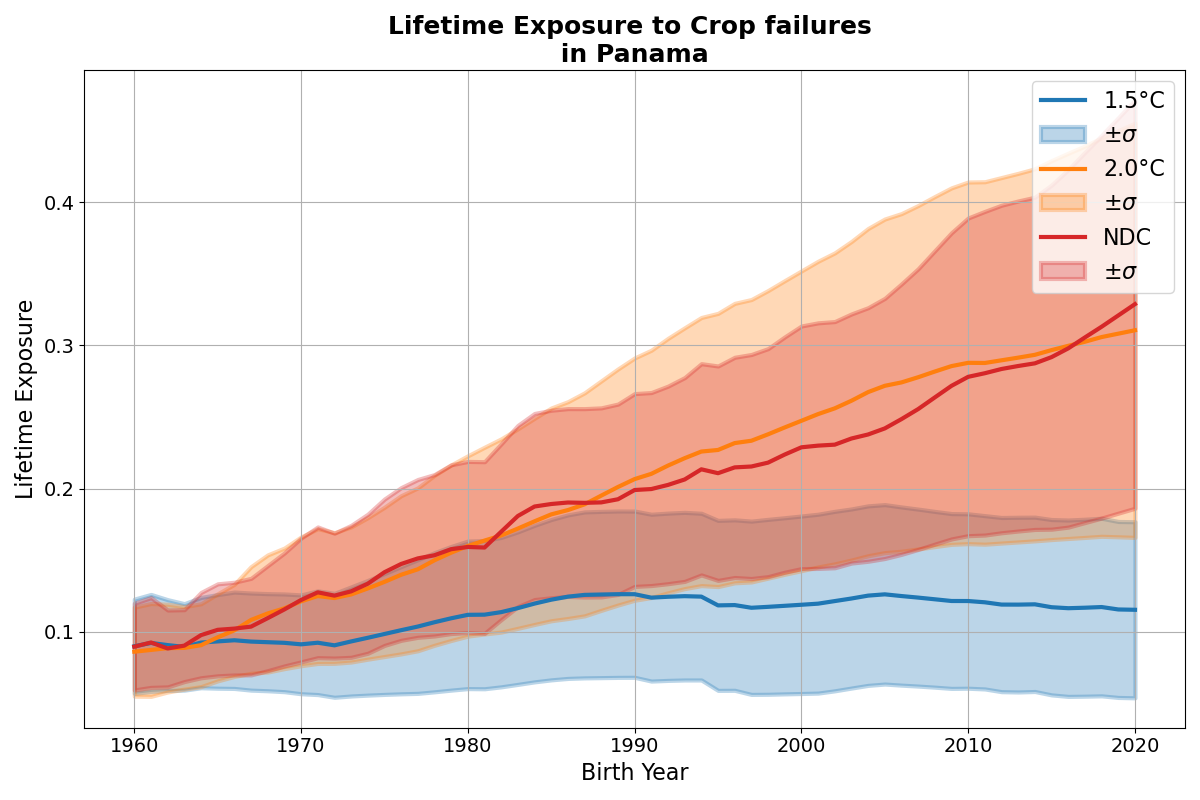 Lifetime Exposure to Crop failures
in Panama
1.5°C
±σ
2.0°C
±σ
NDC
±σ
Lifetime Exposure
0.4
0.3
0.2
0.1
1960
1970
1980
1990
2000
2010
2020
Birth Year